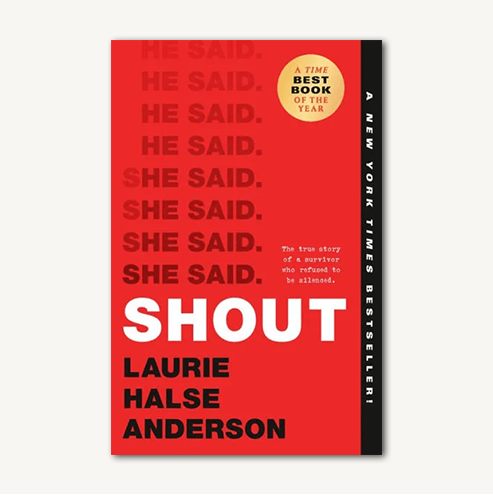 HE SAID.
HE SAID.
HE SAID.
HE SAID.
SHE SAID.
SHE SAID.
SHE SAID.
SHE SAID.
A TIME
BEST
BOOK
OF THE
YEAR
The true story
of a survivor
who refused to
be silenced.
SHOUT
LAURIE
HALSE
ANDERSON
A NEW YORK TIMES BESTSELLER!